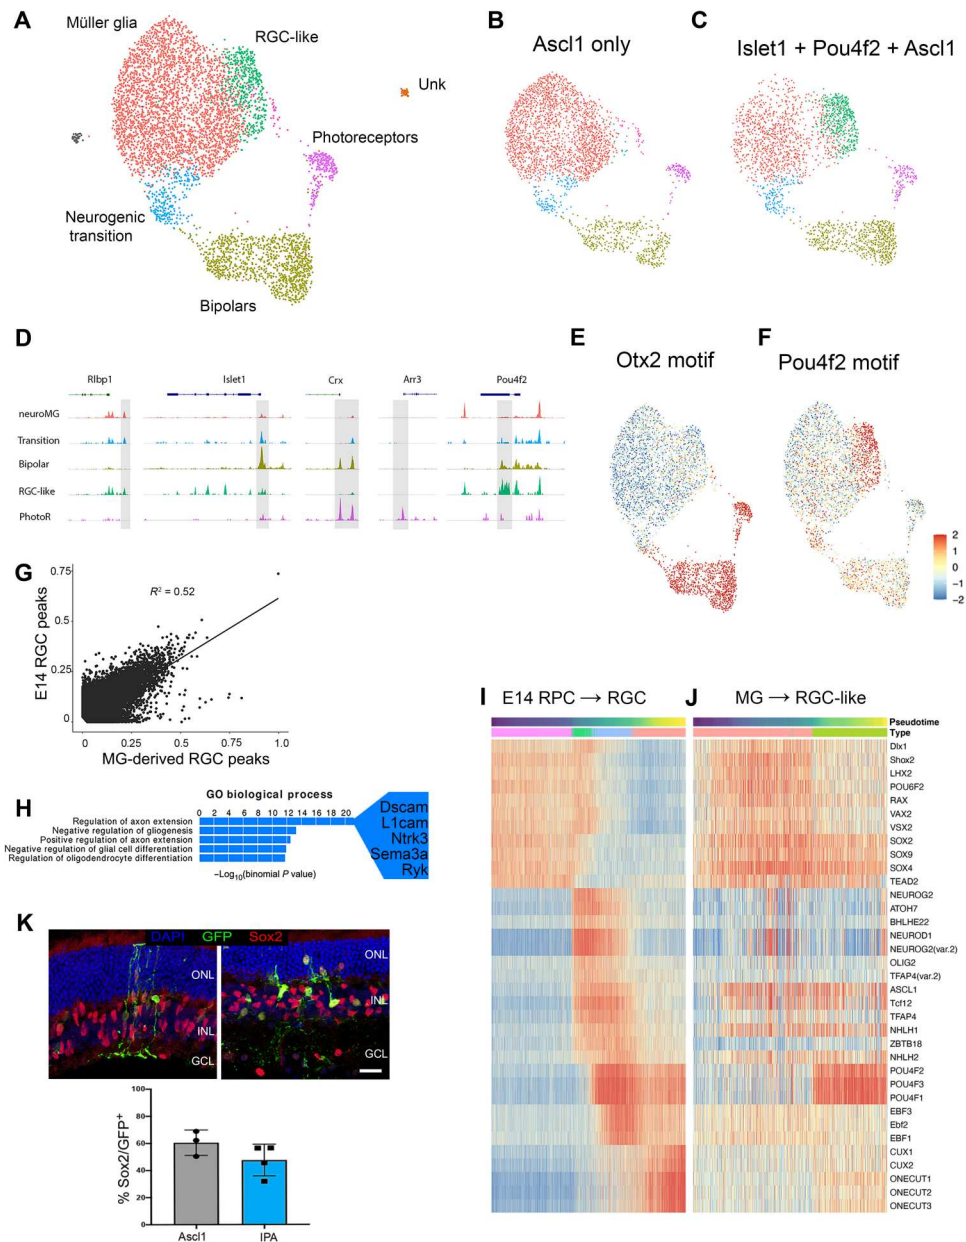 A
Müller glia
RGC-like
Unk
Photoreceptors
Neurogenic
transition
Bipolars
B
Ascl1 only
C
Islet1 + Pou4f2 + Ascl1
D
Rlbp1
Islet1
Crx
Arr3
Pou4f2
neuroMG
Transition
Bipolar
RGC-like
PhotoR
E
Otx2 motif
F
Pou4f2 motif
2
1
0
−1
−2
G
0.75
0.5
0.25
0
R² = 0.52
E14 RGC peaks
0
0.25
0.50
0.75
1.0
MG-derived RGC peaks
H
GO biological process
0 2 4 6 8 10 12 14 16 18 20
Regulation of axon extension
Negative regulation of gliogenesis
Positive regulation of axon extension
Negative regulation of glial cell differentiation
Regulation of oligodendrocyte differentiation
−Log₁₀(binomial P value)
Dscam
L1cam
Ntrk3
Sema3a
Ryk
I
E14 RPC → RGC
J
MG → RGC-like
Pseudotime
Type
Dlx1
Shox2
LHX2
POU6F2
RAX
VAX2
VSX2
SOX2
SOX9
SOX4
TEAD2
NEUROG2
ATOH7
BHLHE22
NEUROD1
NEUROG2(var.2)
OLIG2
TFAP4(var.2)
ASCL1
Tcf12
TFAP4
NHLH1
ZBTB18
NHLH2
POU4F2
POU4F3
POU4F1
EBF3
Ebf2
EBF1
CUX1
CUX2
ONECUT1
ONECUT2
ONECUT3
K
DAPI GFP Sox2
ONL
INL
GCL
ONL
INL
GCL
% Sox2/GFP⁺
100
80
60
40
20
0
Ascl1
IPA